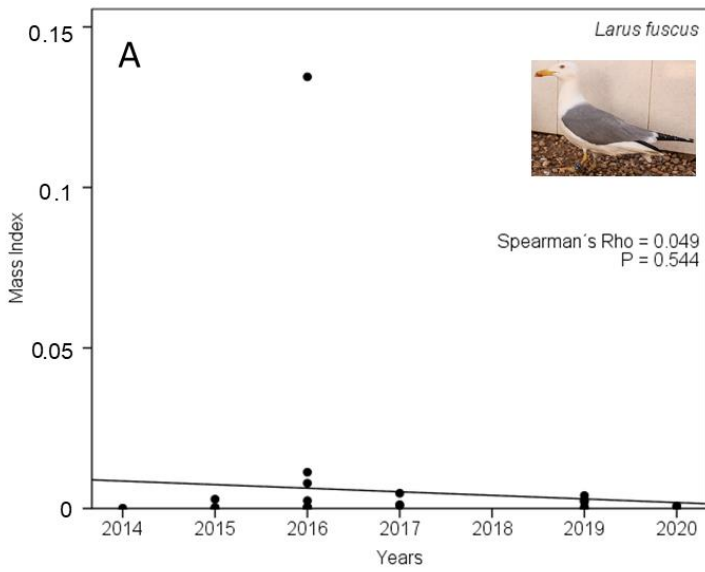 A
Larus fuscus
Spearman´s Rho = 0.049
P = 0.544
Mass Index
0.15
0.1
0.05
0
2014 2015 2016 2017 2018 2019 2020
Years